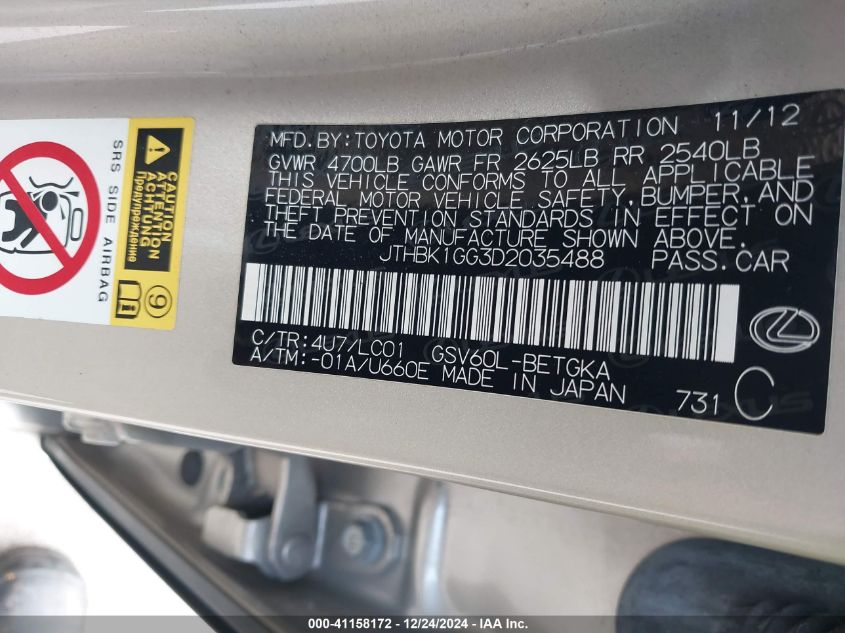 MFD. BY: TOYOTA MOTOR CORPORATION 11/12
GVWR 4700LB GAWR FR 2625LB RR 2540LB
THIS VEHICLE CONFORMS TO ALL APPLICABLE
FEDERAL MOTOR VEHICLE SAFETY, BUMPER, AND
THEFT PREVENTION STANDARDS IN EFFECT ON
THE DATE OF MANUFACTURE SHOWN ABOVE.
JTHBK1GG3D2035488 PASS.CAR
C/TR: 4U7/LC01 GSV60L-BETGKA
A/TM: -01A/U660E MADE IN JAPAN
731 C
SRS SIDE AIRBAG
CAUTION
ATTENTION
ACHTUNG
Предупреждение
9
000-41158172 - 12/24/2024 - IAA Inc.